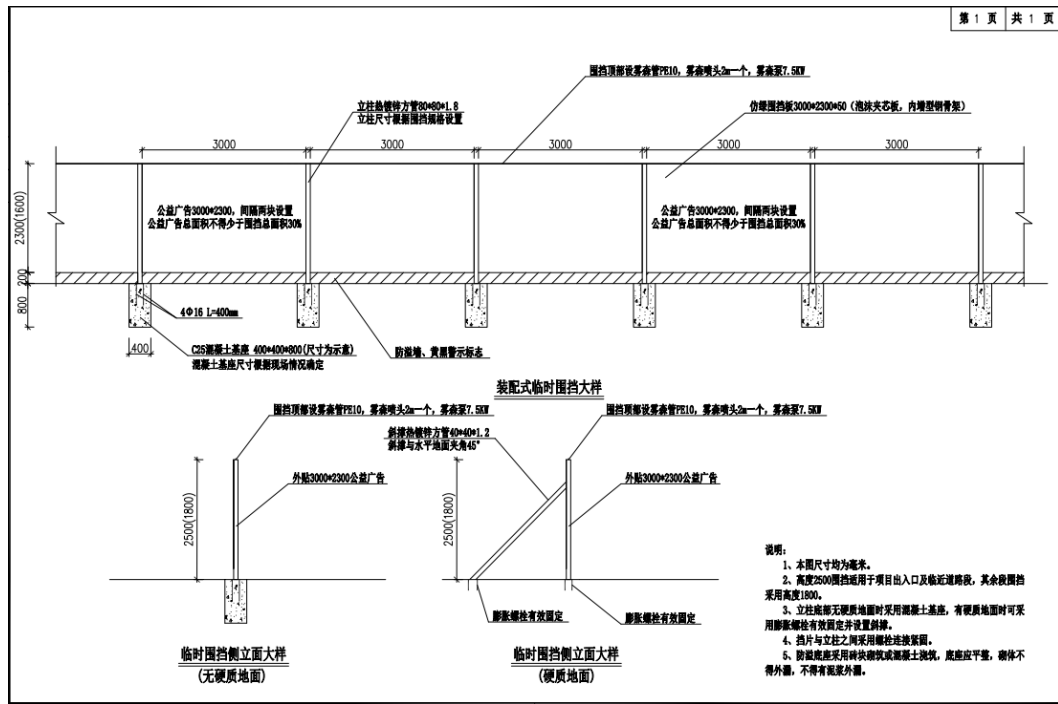 第 1 页 共 1 页
围挡顶部设雾森管PE10，雾森喷头2m一个，雾森泵7.5KW
立柱热镀锌方管80*80*1.8
立柱尺寸根据围挡规格设置
仿绿围挡板3000*2300*50（泡沫夹芯板，内增型钢骨架）
3000 3000 3000 3000 3000
2300(1600)
公益广告3000*2300，间隔两块设置
公益广告总面积不得少于围挡总面积30%
公益广告3000*2300，间隔两块设置
公益广告总面积不得少于围挡总面积30%
200
800
4Φ16 L=400mm
400
C25混凝土基座 400*400*800(尺寸为示意)
混凝土基座尺寸根据现场情况确定
防溢墙、黄黑警示标志
装配式临时围挡大样
围挡顶部设雾森管PE10，雾森喷头2m一个，雾森泵7.5KW
外贴3000*2300公益广告
2500(1800)
临时围挡侧立面大样
(无硬质地面)
围挡顶部设雾森管PE10，雾森喷头2m一个，雾森泵7.5KW
斜撑热镀锌方管40*40*1.2
斜撑与水平地面夹角45°
外贴3000*2300公益广告
2500(1800)
膨胀螺栓有效固定
膨胀螺栓有效固定
临时围挡侧立面大样
(硬质地面)
说明：
1、本图尺寸均为毫米。
2、高度2500围挡适用于项目出入口及临近道路段，其余段围挡
采用高度1800。
3、立柱底部无硬质地面时采用混凝土基座，有硬质地面时可采
用膨胀螺栓有效固定并设置斜撑。
4、挡片与立柱之间采用螺栓连接紧固。
5、防溢底座采用砖块砌筑或混凝土浇筑，底座应平整，砌体不
得外漏，不得有泥浆外漏。